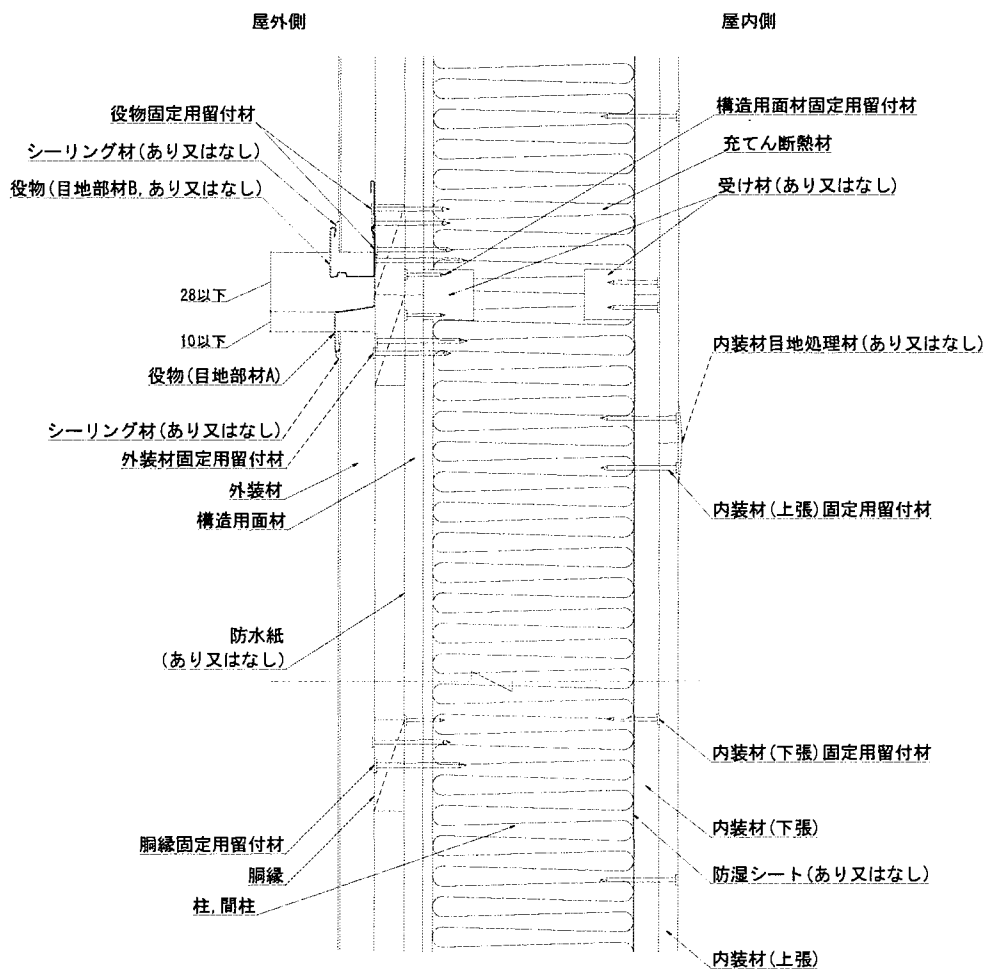 屋外側
屋内側
役物固定用留付材
シーリング材(あり又はなし)
役物(目地部材B,あり又はなし)
28以下
10以下
役物(目地部材A)
シーリング材(あり又はなし)
外装材固定用留付材
外装材
構造用面材
防水紙
(あり又はなし)
胴縁固定用留付材
胴縁
柱,間柱
構造用面材固定用留付材
充てん断熱材
受け材(あり又はなし)
内装材目地処理材(あり又はなし)
内装材(上張)固定用留付材
内装材(下張)固定用留付材
内装材(下張)
防湿シート(あり又はなし)
内装材(上張)